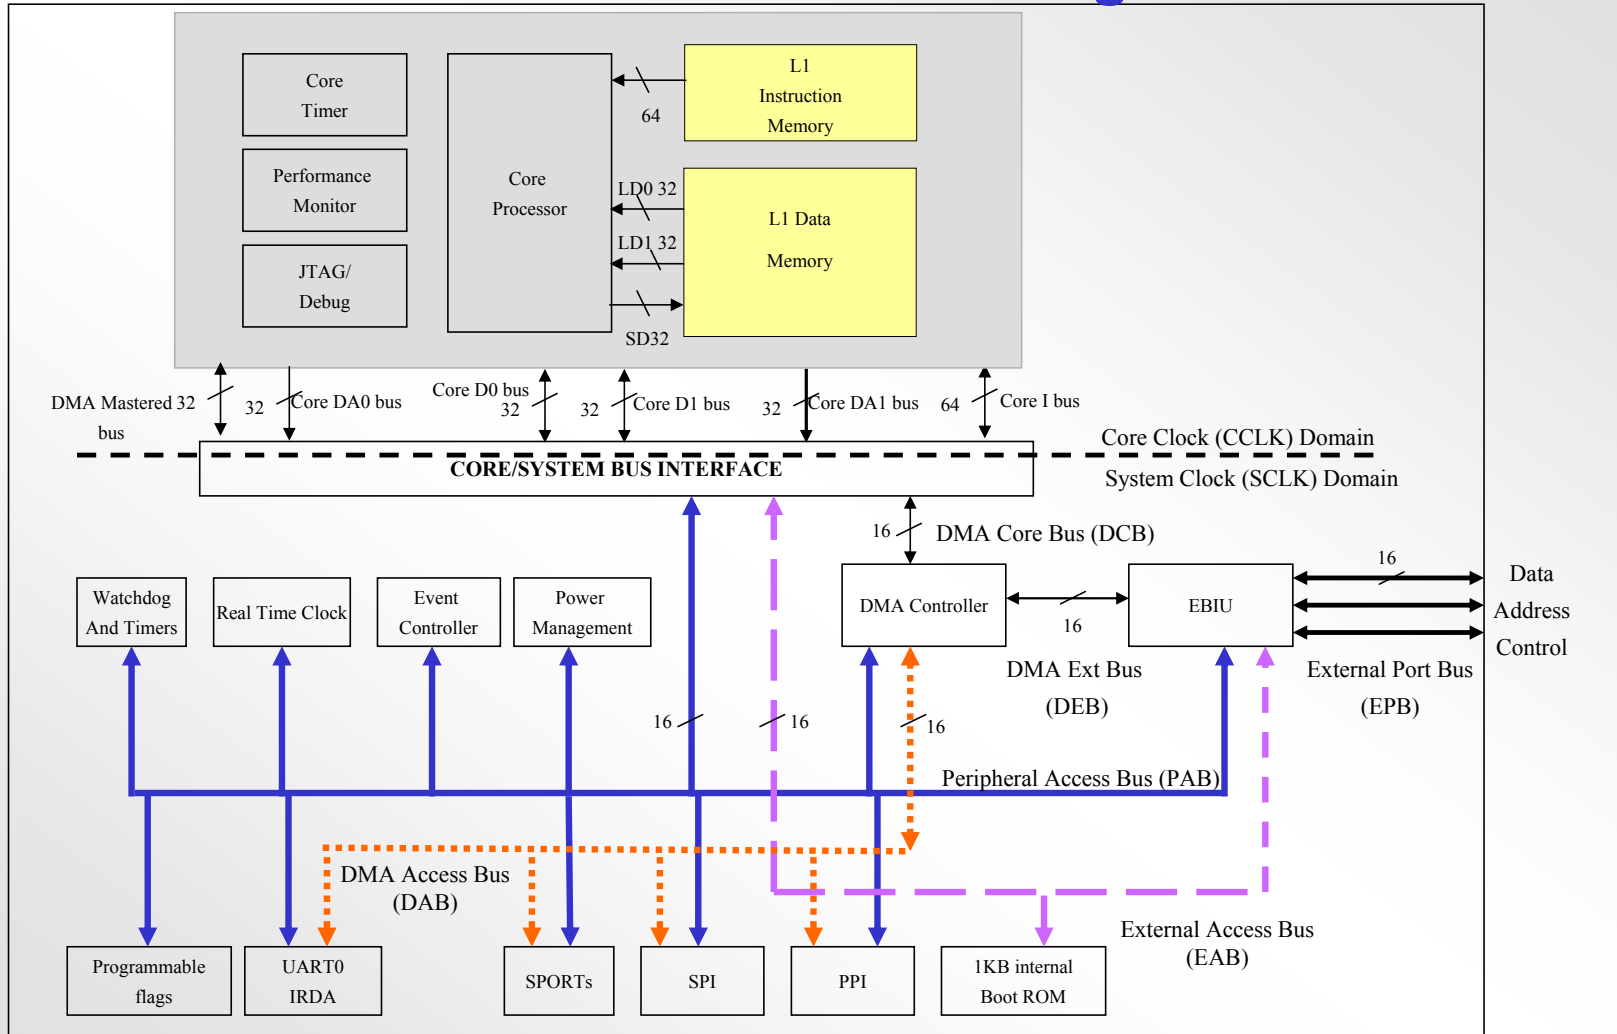 Core
Timer
Performance
Monitor
JTAG/
Debug
Core
Processor
L1
Instruction
Memory
64
LD0 32
LD1 32
SD32
L1 Data
Memory
DMA Mastered 32
bus
32
Core DA0 bus
Core D0 bus
32
32
Core D1 bus
32
Core DA1 bus
64
Core I bus
Core Clock (CCLK) Domain
CORE/SYSTEM BUS INTERFACE
System Clock (SCLK) Domain
16
DMA Core Bus (DCB)
Watchdog
And Timers
Real Time Clock
Event
Controller
Power
Management
DMA Controller
16
EBIU
16
Data
Address
Control
DMA Ext Bus
(DEB)
External Port Bus
(EPB)
16
16
16
Peripheral Access Bus (PAB)
DMA Access Bus
(DAB)
External Access Bus
(EAB)
Programmable
flags
UART0
IRDA
SPORTs
SPI
PPI
1KB internal
Boot ROM